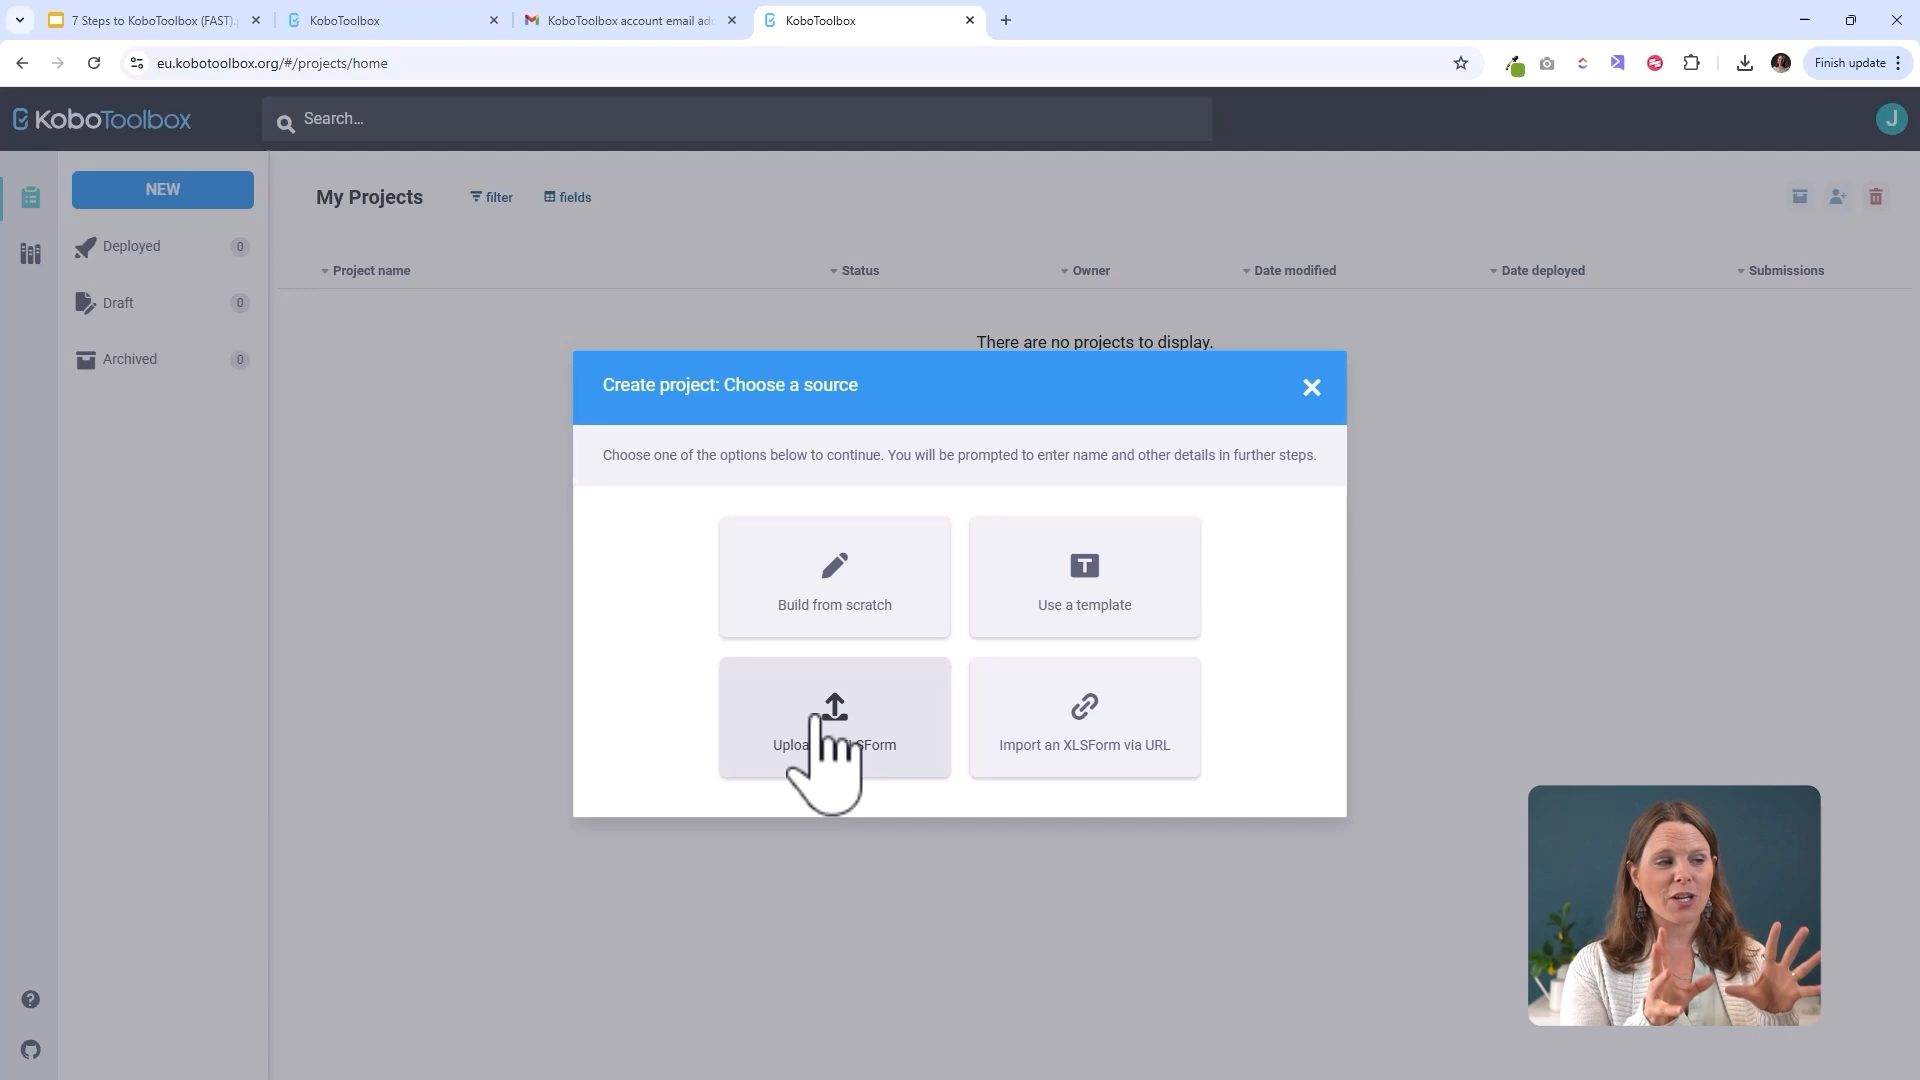 7 Steps to KoboToolbox (FAST).
KoboToolbox
KoboToolbox account email ad
KoboToolbox
eu.kobotoolbox.org/#/projects/home
Finish update
KoboToolbox
Search...
J
NEW
My Projects
filter
fields
Deployed
0
Draft
0
Archived
0
Project name
Status
Owner
Date modified
Date deployed
Submissions
There are no projects to display.
Create project: Choose a source
Choose one of the options below to continue. You will be prompted to enter name and other details in further steps.
Build from scratch
T
Use a template
Uploa SForm
Import an XLSForm via URL